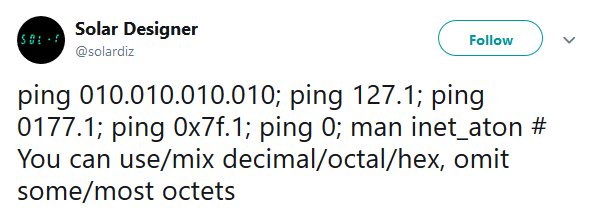 SOL·f
Solar Designer
@solardiz
Follow
ping 010.010.010.010; ping 127.1; ping
0177.1; ping 0x7f.1; ping 0; man inet_aton #
You can use/mix decimal/octal/hex, omit
some/most octets